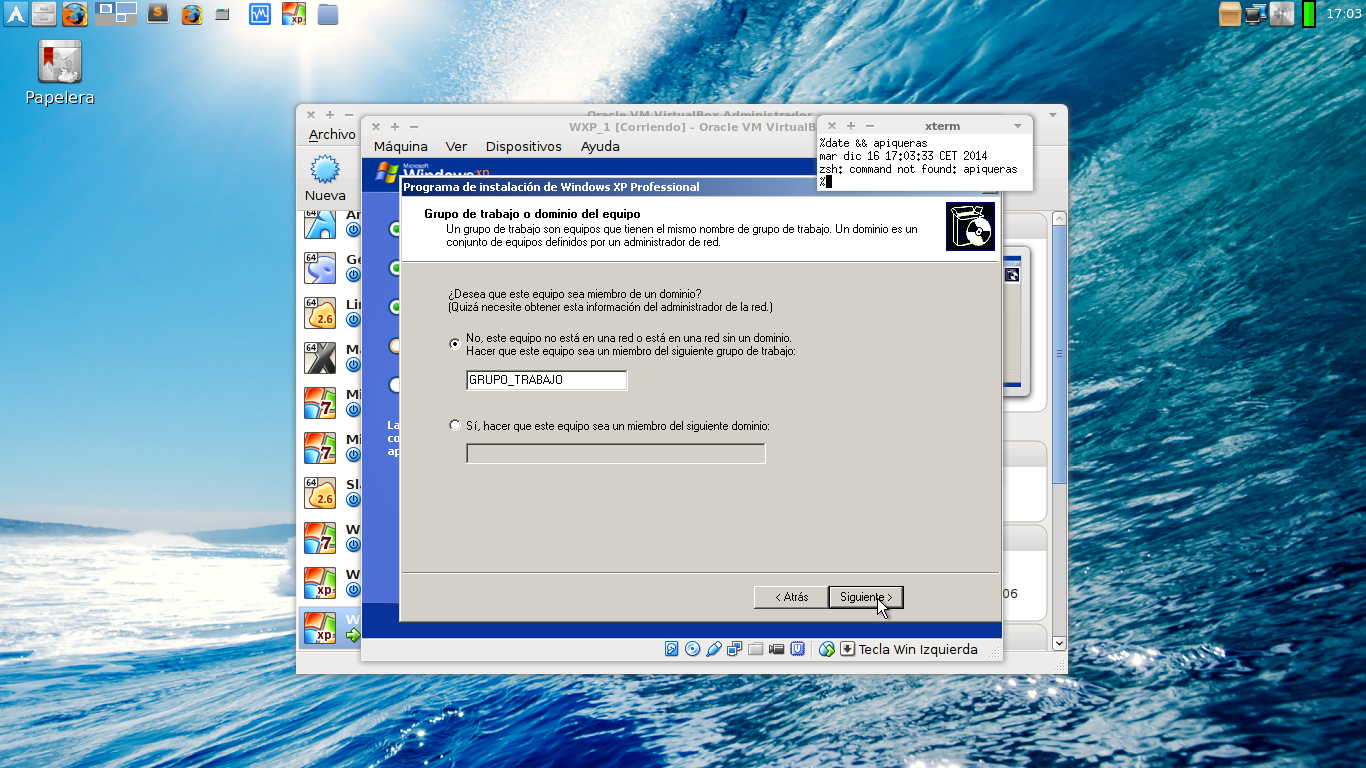 17:03
Papelera
Oracle VM VirtualBox Administrador
Archivo
Nueva
WXP_1 [Corriendo] - Oracle VM VirtualB
Máquina Ver Dispositivos Ayuda
xterm
%date && apiqueras
mar dic 16 17:03:33 CET 2014
zsh: command not found: apiqueras
%
Microsoft
Windows xp
Programa de instalación de Windows XP Professional
Grupo de trabajo o dominio del equipo
Un grupo de trabajo son equipos que tienen el mismo nombre de grupo de trabajo. Un dominio es un
conjunto de equipos definidos por un administrador de red.
¿Desea que este equipo sea miembro de un dominio?
(Quizá necesite obtener esta información del administrador de la red.)
No, este equipo no está en una red o está en una red sin un dominio.
Hacer que este equipo sea un miembro del siguiente grupo de trabajo:
GRUPO_TRABAJO
Sí, hacer que este equipo sea un miembro del siguiente dominio:
< Atrás
Siguiente >
64 Ar
64 Ge
64 2.6 Lin
64 X Ma
7 Mi
7 Mi
64 2.6 Sl
7 W
xp W
xp W
La
co
ap
06
Tecla Win Izquierda